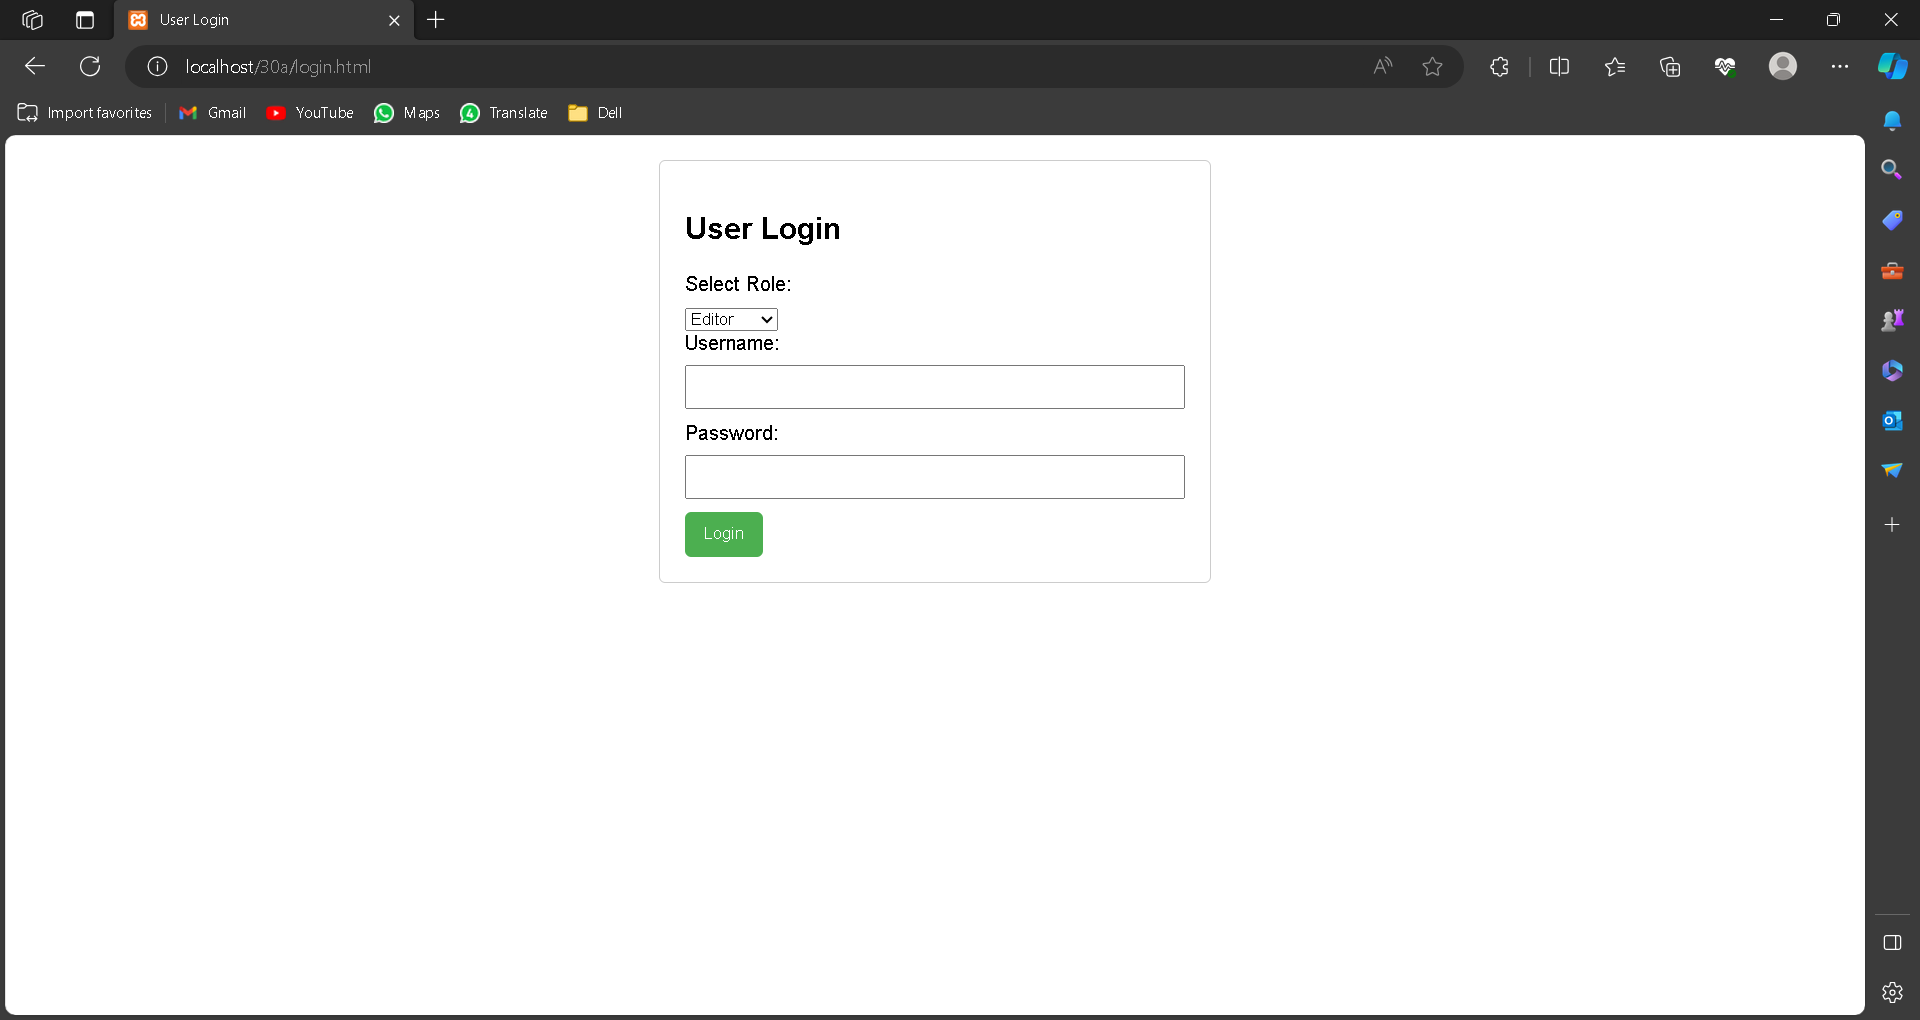 User Login
localhost/30a/login.html
Import favorites Gmail YouTube Maps Translate Dell
User Login
Select Role:
Editor
Username:
Password:
Login